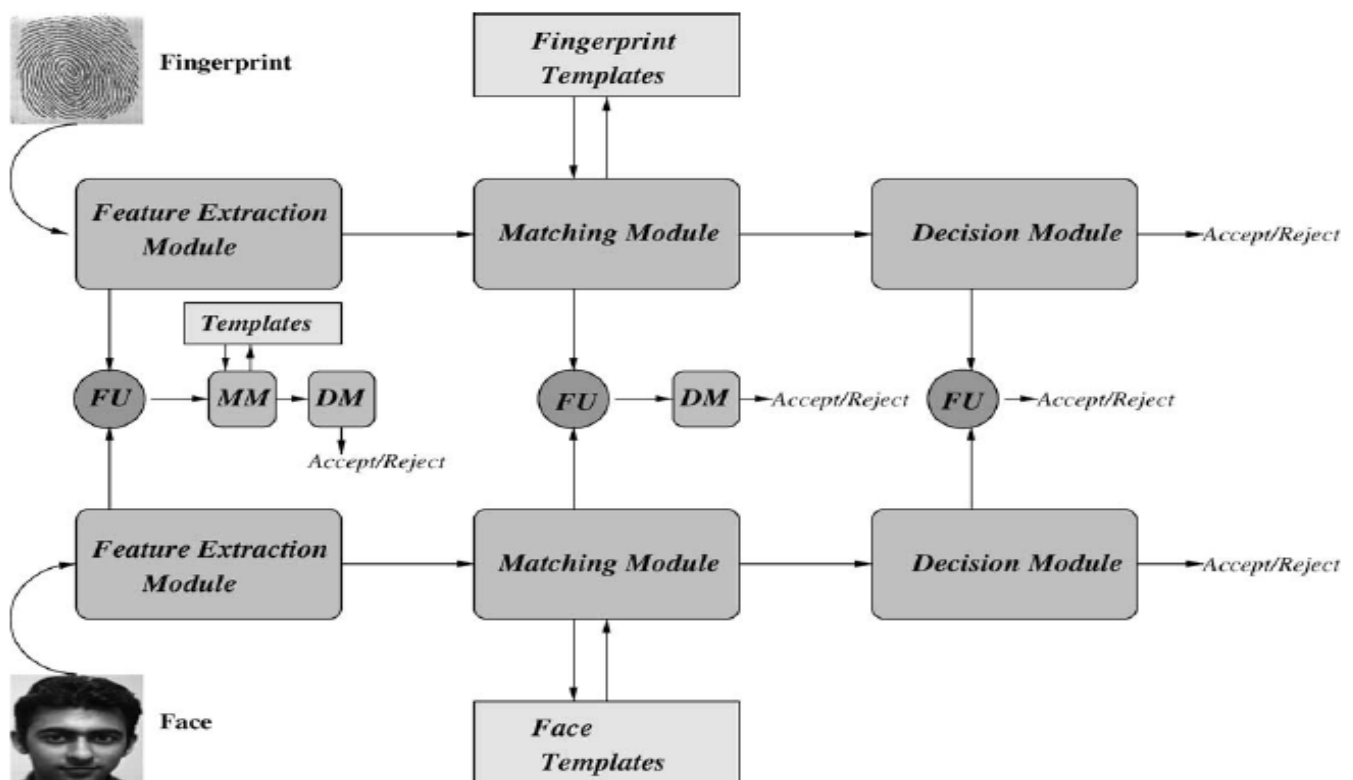 Fingerprint
Fingerprint
Templates
Feature Extraction
Module
Matching Module
Decision Module
Accept/Reject
Templates
FU
MM
DM
Accept/Reject
FU
DM
Accept/Reject
FU
Accept/Reject
Feature Extraction
Module
Matching Module
Decision Module
Accept/Reject
Face
Face
Templates